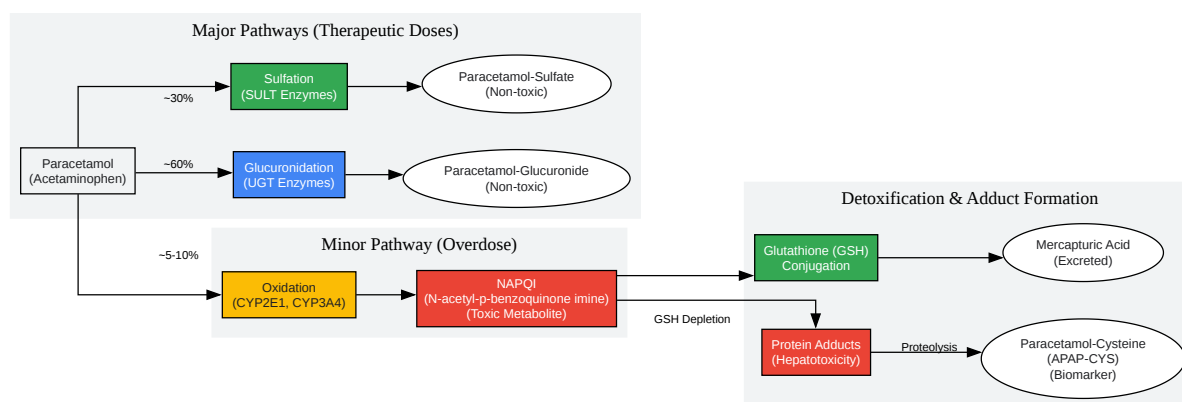 Major Pathways (Therapeutic Doses)
Sulfation
(SULT Enzymes)
Paracetamol-Sulfate
(Non-toxic)
~30%
Paracetamol
(Acetaminophen)
~60%
Glucuronidation
(UGT Enzymes)
Paracetamol-Glucuronide
(Non-toxic)
~5-10%
Minor Pathway (Overdose)
Oxidation
(CYP2E1, CYP3A4)
NAPQI
(N-acetyl-p-benzoquinone imine)
(Toxic Metabolite)
GSH Depletion
Detoxification & Adduct Formation
Glutathione (GSH)
Conjugation
Mercapturic Acid
(Excreted)
Protein Adducts
(Hepatotoxicity)
Proteolysis
Paracetamol-Cysteine
(APAP-CYS)
(Biomarker)